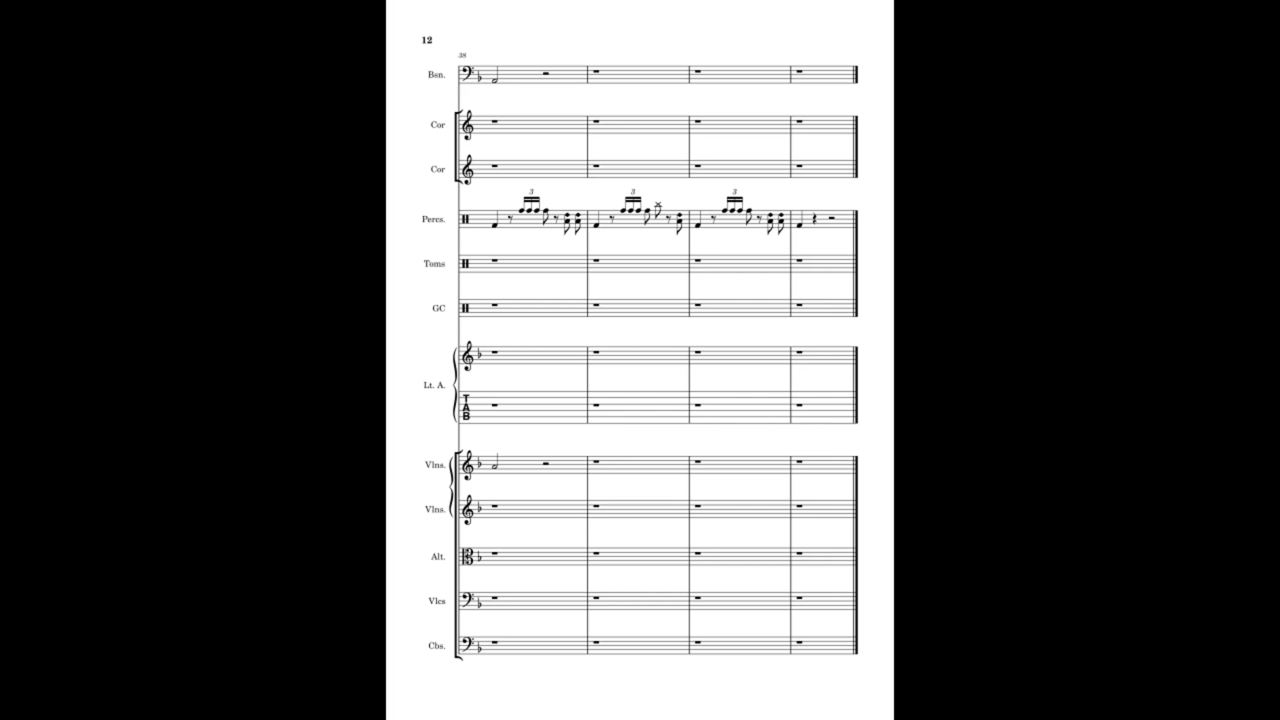 12
38
Bsn.
Cor
Cor
3 3 3
Percs.
Toms
GC
Lt. A.
T
A
B
Vlns.
Vlns.
Alt.
Vlcs
Cbs.